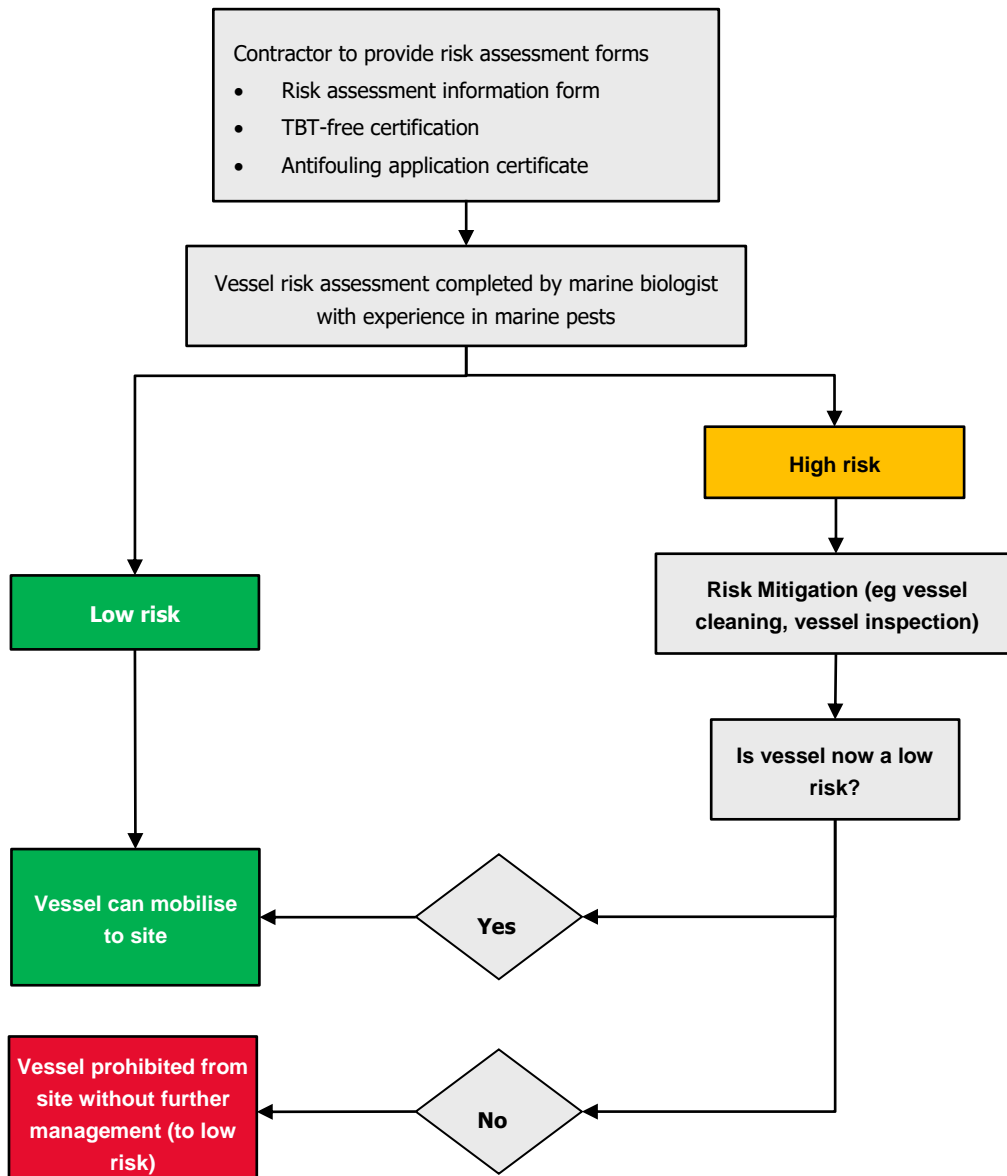 Contractor to provide risk assessment forms
• Risk assessment information form
• TBT-free certification
• Antifouling application certificate
Vessel risk assessment completed by marine biologist
with experience in marine pests
High risk
Low risk
Risk Mitigation (eg vessel
cleaning, vessel inspection)
Is vessel now a low
risk?
Vessel can mobilise
to site
Yes
Vessel prohibited from
site without further
management (to low
risk)
No